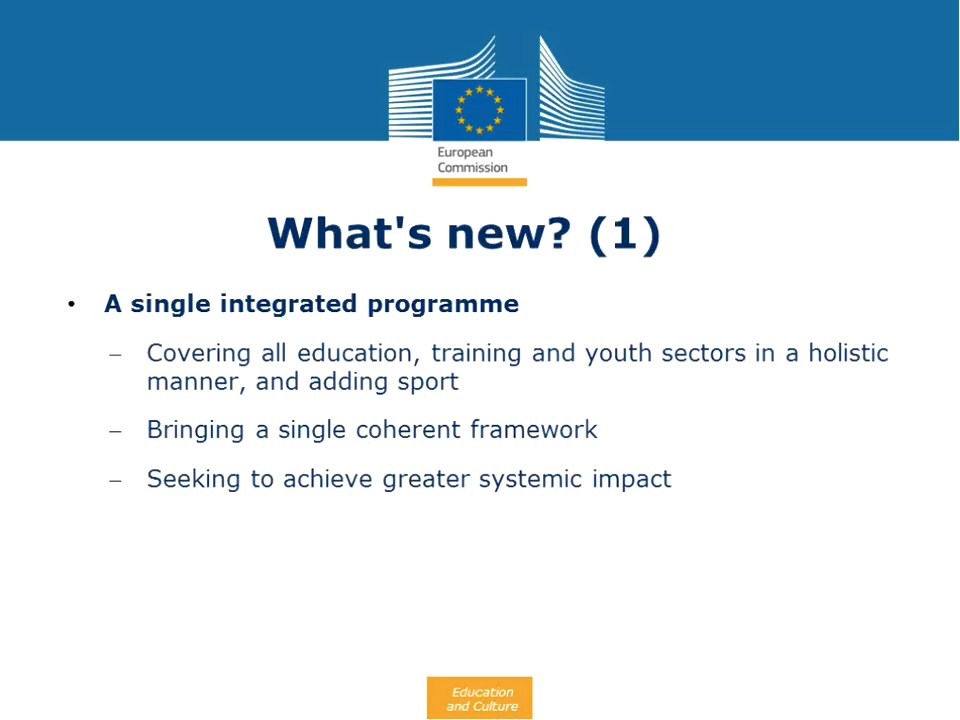 European
Commission
What's new? (1)
• A single integrated programme
– Covering all education, training and youth sectors in a holistic
manner, and adding sport
– Bringing a single coherent framework
– Seeking to achieve greater systemic impact
Education
and Culture